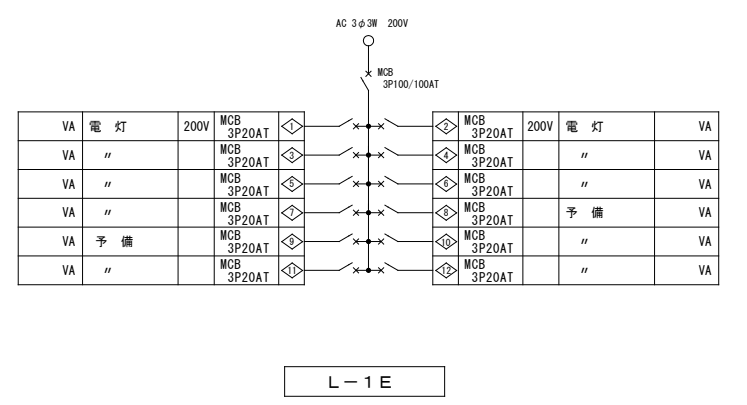 AC 3φ3W 200V
MCB
3P100/100AT
VA 電 灯 200V MCB 3P20AT 1 2 MCB 3P20AT 200V 電 灯 VA
VA 〃 MCB 3P20AT 3 4 MCB 3P20AT 〃 VA
VA 〃 MCB 3P20AT 5 6 MCB 3P20AT 〃 VA
VA 〃 MCB 3P20AT 7 8 MCB 3P20AT 予 備 VA
VA 予 備 MCB 3P20AT 9 10 MCB 3P20AT 〃 VA
VA 〃 MCB 3P20AT 11 12 MCB 3P20AT 〃 VA
L-1E